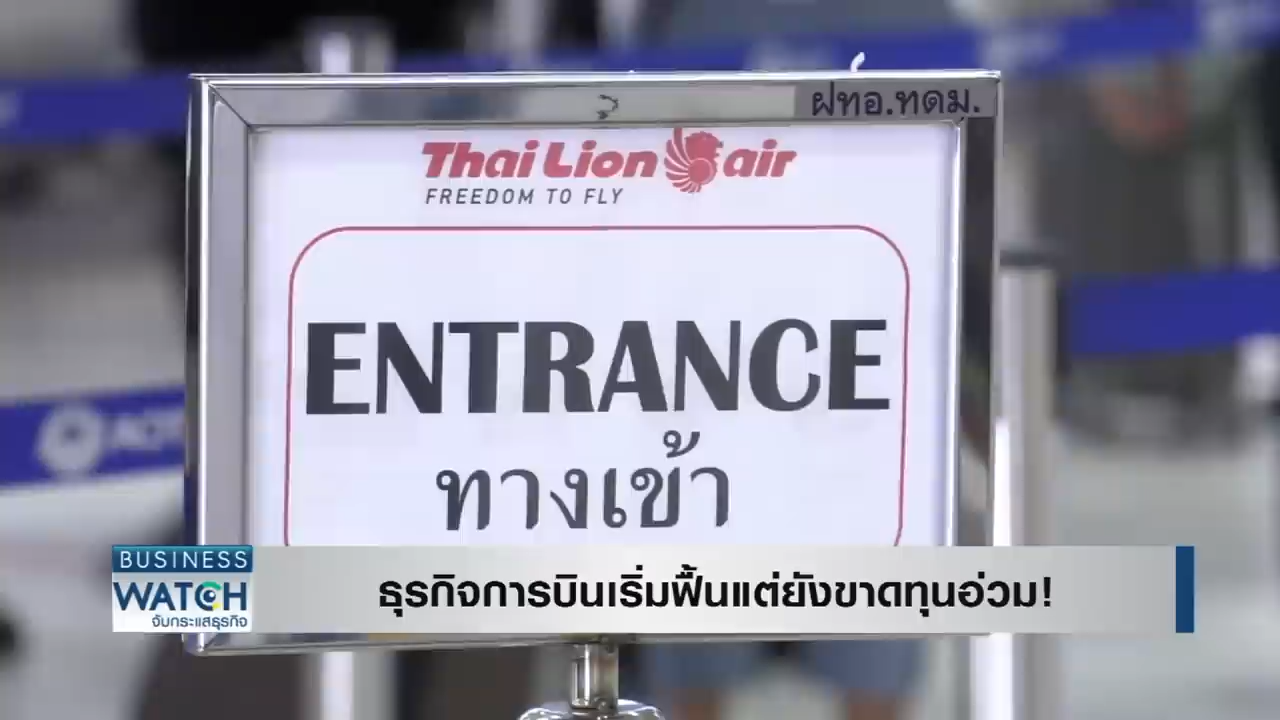 ฝทอ.ทดม.
Thai Lion air
FREEDOM TO FLY
ENTRANCE
ทางเข้า
BUSINESS
WATCH
จับกระแสธุรกิจ
ธุรกิจการบินเริ่มฟื้นแต่ยังขาดทุนอ่วม!